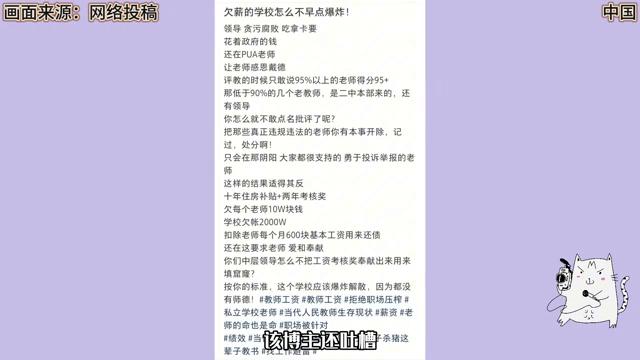 画面来源：网络投稿
中国
欠薪的学校怎么不早点爆炸！
领导 贪污腐败 吃拿卡要
花着政府的钱
还在PUA老师
让老师感恩戴德
评教的时候只敢说95%以上的老师得分95+
那低于90%的几个老教师，是二中本部来的，还
有领导
你怎么就不敢点名批评了呢？
把那些真正违规违法的老师你有本事开除，记
过，处分啊！
只会在那阴阳 大家都很支持的 勇于投诉举报的老
师
这样的结果适得其反
十年住房补贴+两年考核奖
欠每个老师10W块钱
学校欠帐2000W
扣除老师每个月600块基本工资用来还债
还在这要求老师 爱和奉献
你们中层领导怎么不把工资考核奖奉献出来用来
填窟窿？
按你的标准，这个学校应该爆炸解散，因为都没
有师德！#教师工资 #教师工资 #拒绝职场压榨 #
私立学校老师 #当代人民教师生存现状 #薪资 #老
师的命也是命 #职场被针对
#绩效 #当 子杀猪这
辈子教书 #找工作避雷 #
该博主还吐槽